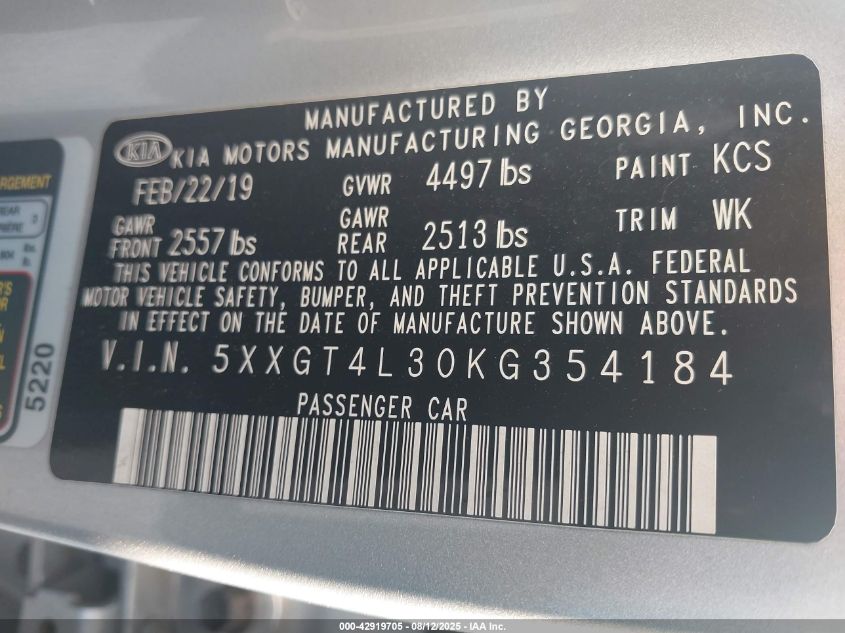 MANUFACTURED BY
KIA KIA MOTORS MANUFACTURING GEORGIA, INC.
FEB/22/19 GVWR 4497 lbs PAINT KCS
GAWR FRONT 2557 lbs GAWR REAR 2513 lbs TRIM WK
THIS VEHICLE CONFORMS TO ALL APPLICABLE U.S.A. FEDERAL
MOTOR VEHICLE SAFETY, BUMPER, AND THEFT PREVENTION STANDARDS
IN EFFECT ON THE DATE OF MANUFACTURE SHOWN ABOVE.
V.I.N. 5XXGT4L30KG354184
PASSENGER CAR
5220
000-42919705 - 08/12/2025 - IAA Inc.